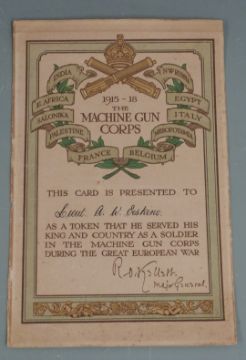 INDIA
E. AFRICA
SALONIKA
PALESTINE
1915-18
THE
MACHINE GUN
CORPS
EGYPT
ITALY
MESOPOTAMIA
FRANCE BELGIUM
THIS CARD IS PRESENTED TO
Lieut A. W. Erskine
AS A TOKEN THAT HE SERVED HIS
KING AND COUNTRY AS A SOLDIER
IN THE MACHINE GUN CORPS
DURING THE GREAT EUROPEAN WAR
Major General